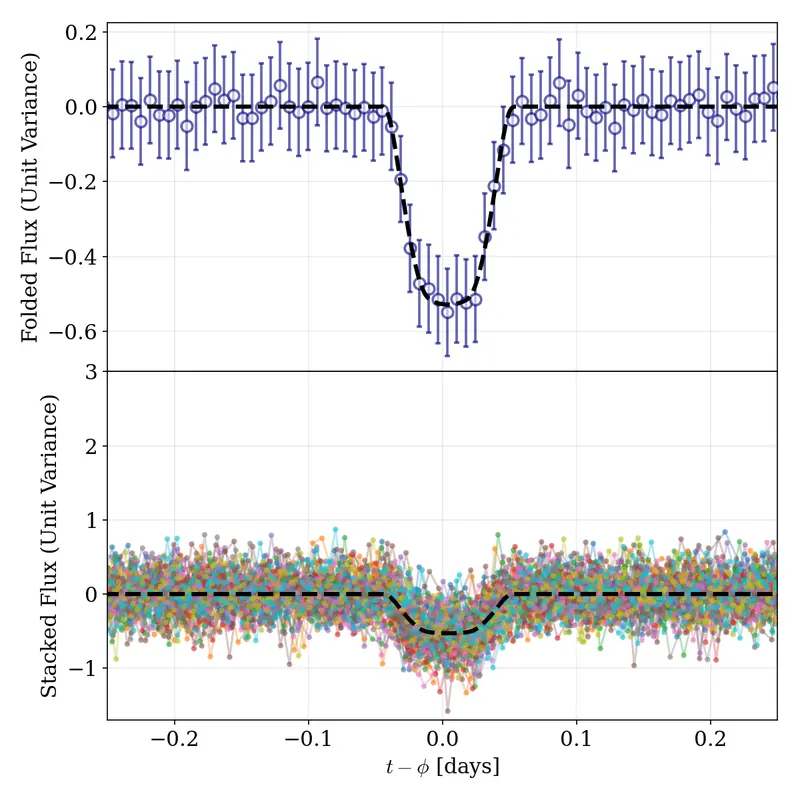 Folded Flux (Unit Variance)
0.2
0.0
−0.2
−0.4
−0.6
Stacked Flux (Unit Variance)
3
2
1
0
−1
−0.2 −0.1 0.0 0.1 0.2
t − ϕ [days]